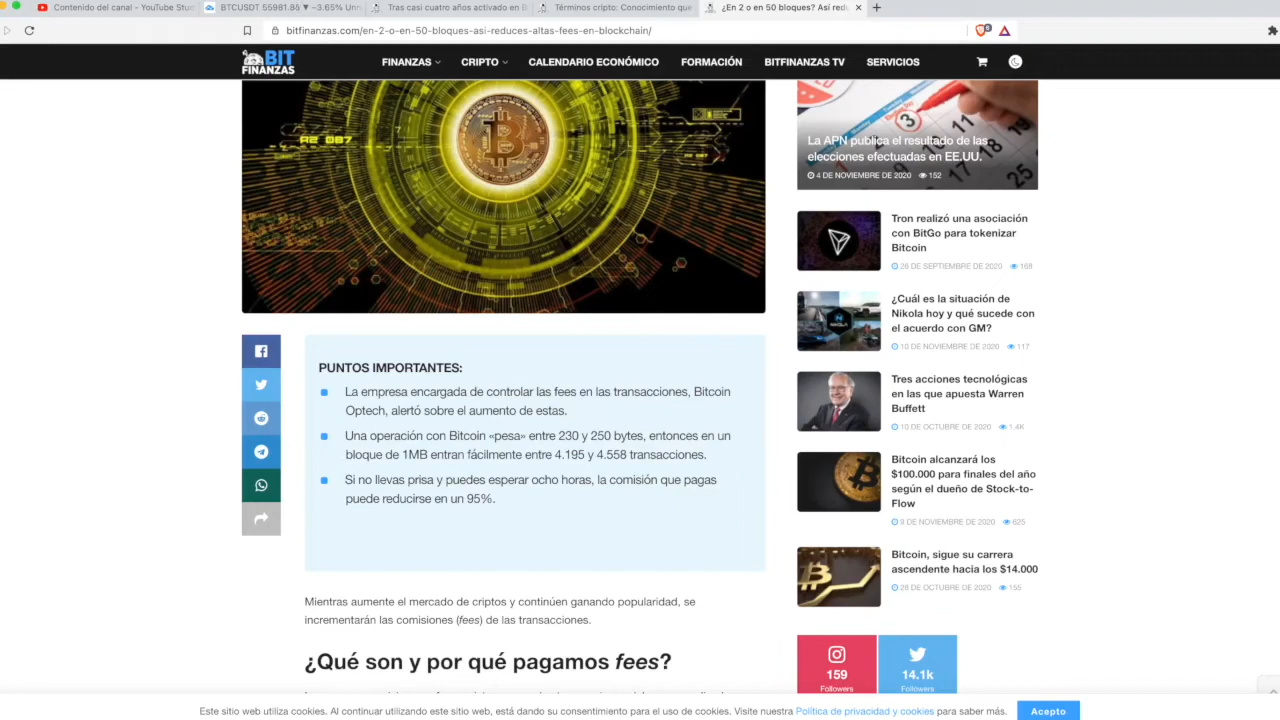 Contenido del canal - YouTube Stu
BTCUSDT 55981.85 ▼ −3.65% Unn
Tras casi cuatro años activado en B
Términos cripto: Conocimiento que
¿En 2 o en 50 bloques? Así redu
bitfinanzas.com/en-2-o-en-50-bloques-asi-reduces-altas-fees-en-blockchain/
BIT
FINANZAS
FINANZAS
CRIPTO
CALENDARIO ECONÓMICO
FORMACIÓN
BITFINANZAS TV
SERVICIOS
La APN publica el resultado de las
elecciones efectuadas en EE.UU.
4 DE NOVIEMBRE DE 2020 152
Tron realizó una asociación
con BitGo para tokenizar
Bitcoin
28 DE SEPTIEMBRE DE 2020 168
¿Cuál es la situación de
Nikola hoy y qué sucede con
el acuerdo con GM?
10 DE NOVIEMBRE DE 2020 117
Tres acciones tecnológicas
en las que apuesta Warren
Buffett
10 DE OCTUBRE DE 2020 1.4K
Bitcoin alcanzará los
$100.000 para finales del año
según el dueño de Stock-to-
Flow
9 DE NOVIEMBRE DE 2020 625
Bitcoin, sigue su carrera
ascendente hacia los $14.000
28 DE OCTUBRE DE 2020 155
159
Followers
14.1k
Followers
PUNTOS IMPORTANTES:
La empresa encargada de controlar las fees en las transacciones, Bitcoin
Optech, alertó sobre el aumento de estas.
Una operación con Bitcoin «pesa» entre 230 y 250 bytes, entonces en un
bloque de 1MB entran fácilmente entre 4.195 y 4.558 transacciones.
Si no llevas prisa y puedes esperar ocho horas, la comisión que pagas
puede reducirse en un 95%.
Mientras aumente el mercado de criptos y continúen ganando popularidad, se
incrementarán las comisiones (fees) de las transacciones.
¿Qué son y por qué pagamos fees?
Este sitio web utiliza cookies. Al continuar utilizando este sitio web, está dando su consentimiento para el uso de cookies. Visite nuestra Política de privacidad y cookies para saber más.
Acepto